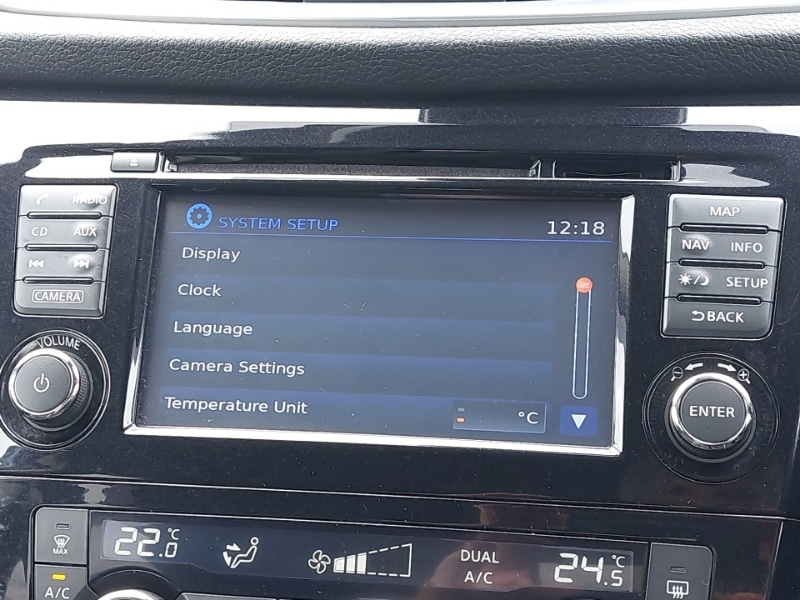 RADIO
CD AUX
CAMERA
VOLUME
SYSTEM SETUP 12:18
Display
Clock
Language
Camera Settings
Temperature Unit °C
MAP
NAV INFO
SETUP
BACK
ENTER
MAX
A/C
22.0 °C
DUAL
A/C
24.5 °C